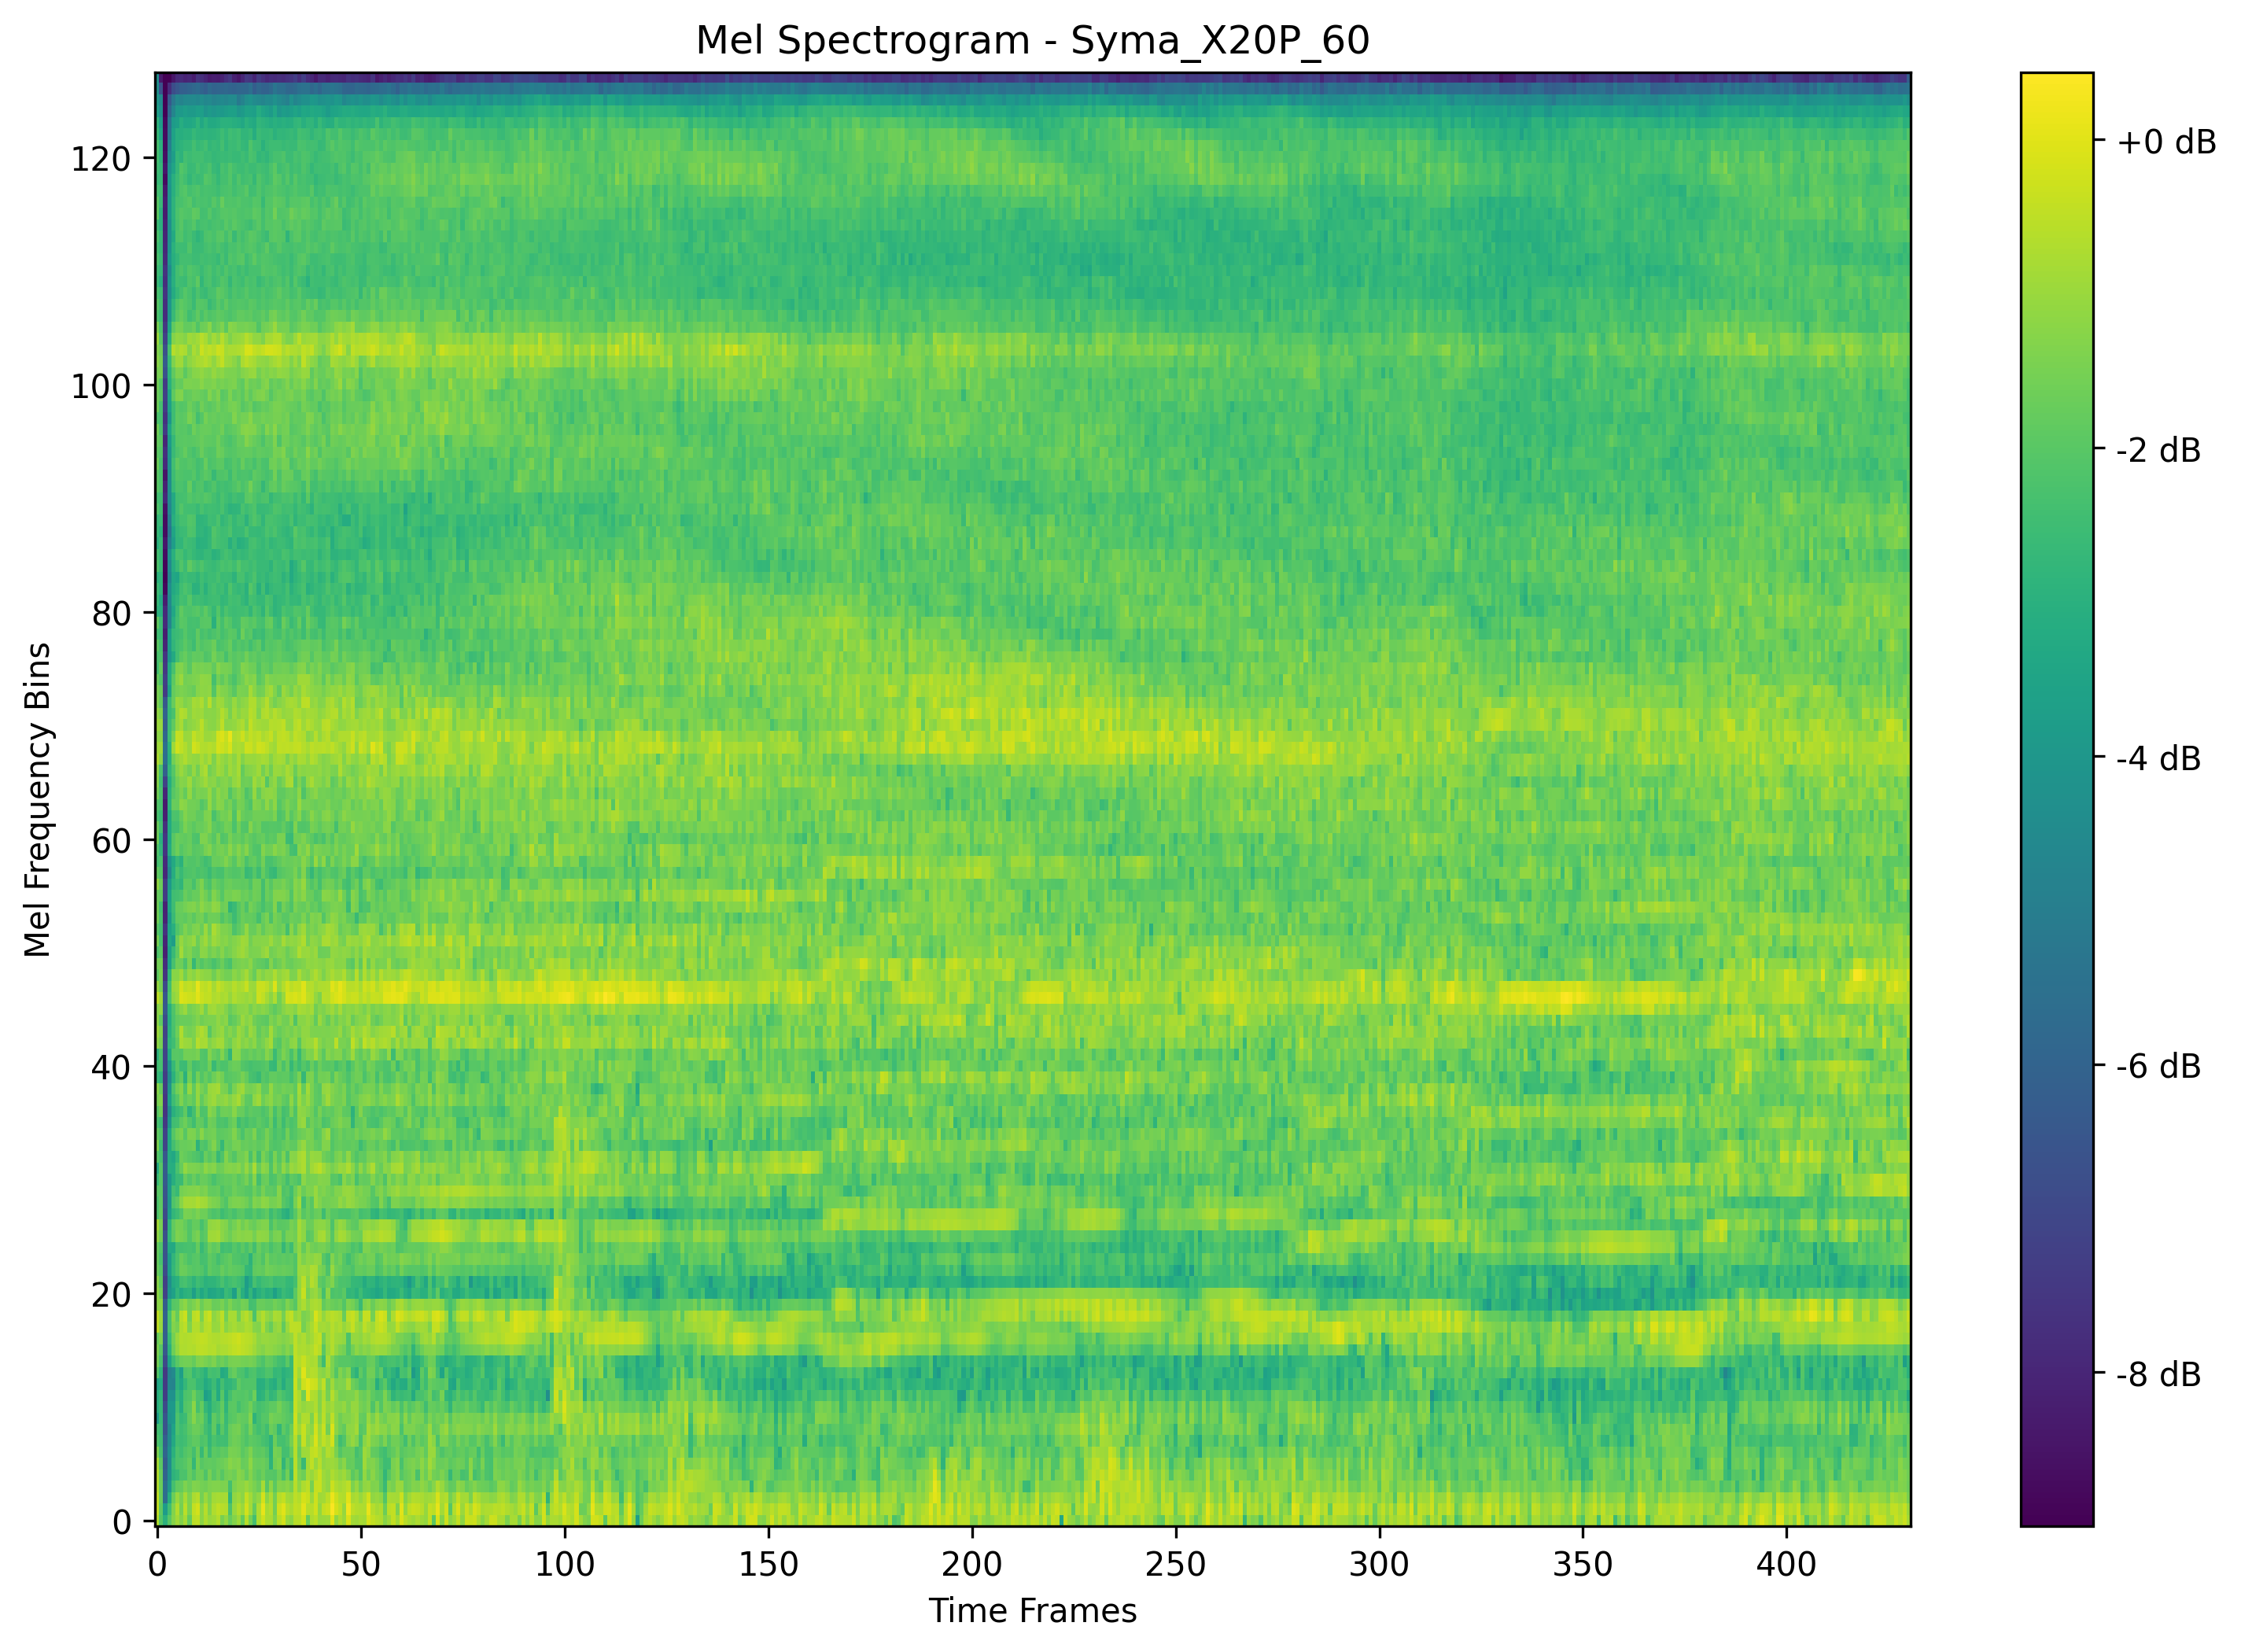 Mel Spectrogram - Syma_X20P_60
Mel Frequency Bins
120
100
80
60
40
20
0
0 50 100 150 200 250 300 350 400
Time Frames
+0 dB
-2 dB
-4 dB
-6 dB
-8 dB